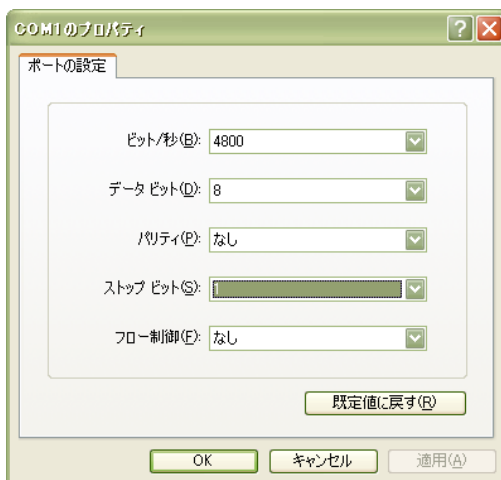 COM1のプロパティ
ポートの設定
ビット/秒(B): 4800
データ ビット(D): 8
パリティ(P): なし
ストップ ビット(S): 1
フロー制御(F): なし
既定値に戻す(R)
OK キャンセル 適用(A)